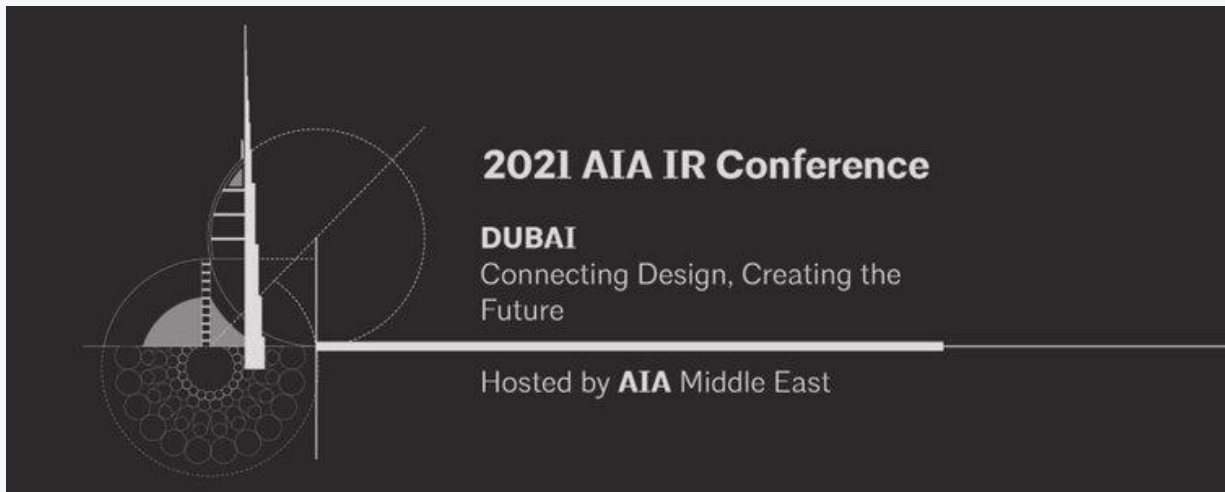 2021 AIA IR Conference
DUBAI
Connecting Design, Creating the
Future
Hosted by AIA Middle East